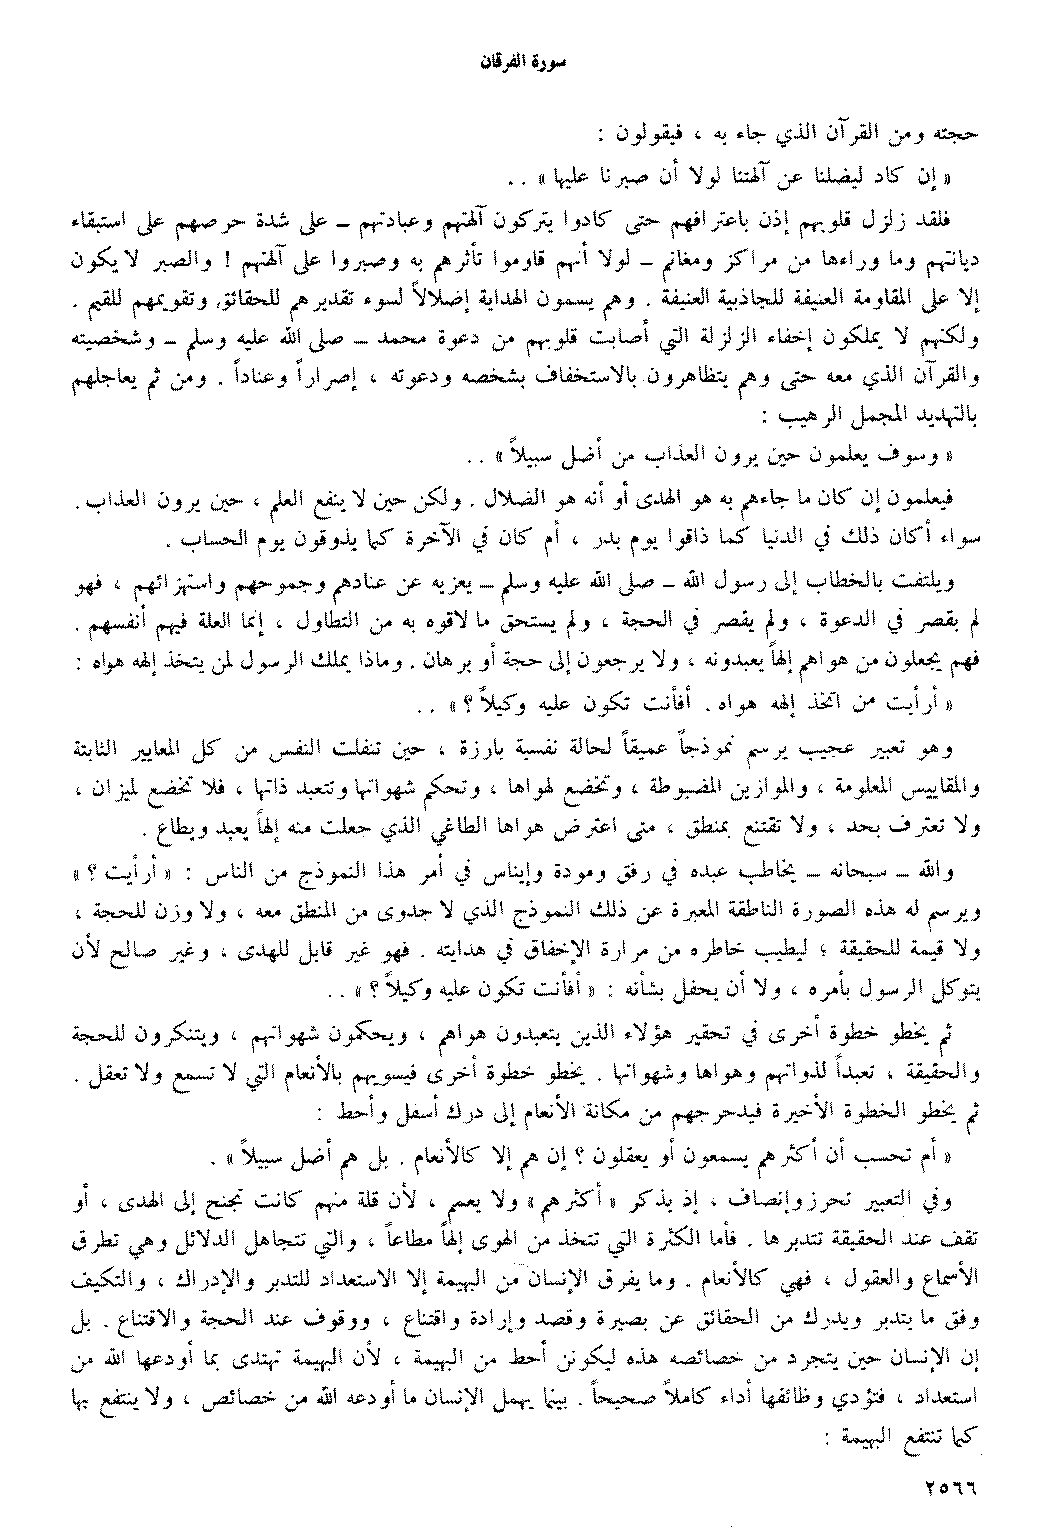 سورة الفرقان
حجته ومن القرآن الذي جاء به ، فيقولون :
« إن كاد ليضلنا عن آلهتنا لولا أن صبرنا عليها » . .
فلقد زلزل قلوبهم إذن باعترافهم حتى كادوا يتركون آلهتهم وعبادتهم – على شدة حرصهم على استبقاء
ديانتهم وما وراءها من مراكز ومغانم – لولا أنهم قاوموا تأثرهم به وصبروا على آلهتهم ! والصبر لا يكون
إلا على المقاومة العنيفة للجاذبية العنيفة . وهم يسمون الهداية إضلالاً لسوء تقديرهم للحقائق وتقويمهم للقيم .
ولكنهم لا يملكون إخفاء الزلزلة التي أصابت قلوبهم من دعوة محمد – صلى الله عليه وسلم – وشخصيته
والقرآن الذي معه حتى وهم يتظاهرون بالاستخفاف بشخصه ودعوته ، إصراراً وعناداً . ومن ثم يعاجلهم
بالتهديد المجمل الرهيب :
« وسوف يعلمون حين يرون العذاب من أضل سبيلاً » . .
فيعلمون إن كان ما جاءهم به هو الهدى أو أنه هو الضلال . ولكن حين لا ينفع العلم ، حين يرون العذاب .
سواء أكان ذلك في الدنيا كما ذاقوا يوم بدر ، أم كان في الآخرة كما يذوقون يوم الحساب .
ويلتفت بالخطاب إلى رسول الله – صلى الله عليه وسلم – يعزيه عن عنادهم وجموحهم واستهزائهم ، فهو
لم يقصر في الدعوة ، ولم يقصر في الحجة ، ولم يستحق ما لاقوه به من التطاول ، إنما العلة فيهم أنفسهم .
فهم يجعلون من هواهم إلهاً يعبدونه ، ولا يرجعون إلى حجة أو برهان . وماذا يملك الرسول لمن يتخذ إلهه هواه :
« أرأيت من اتخذ إلهه هواه . أفأنت تكون عليه وكيلاً ؟ » . .
وهو تعبير عجيب يرسم نموذجاً عميقاً لحالة نفسية بارزة ، حين تنفلت النفس من كل المعايير الثابتة
والمقاييس المعلومة ، والموازين المضبوطة ، وتخضع لهواها ، وتحكم شهواتها وتتعبد ذاتها ، فلا تخضع لميزان ،
ولا تعترف بحد ، ولا تقتنع بمنطق ، متى اعترض هواها الطاغي الذي جعلت منه إلهاً يعبد ويطاع .
والله – سبحانه – يخاطب عبده في رفق ومودة وإيناس في أمر هذا النموذج من الناس : « أرأيت ؟ »
ويرسم له هذه الصورة الناطقة المعبرة عن ذلك النموذج الذي لا جدوى من المنطق معه ، ولا وزن للحجة ،
ولا قيمة للحقيقة ؛ ليطيب خاطره من مرارة الإخفاق في هدايته . فهو غير قابل للهدى ، وغير صالح لأن
يتوكل الرسول بأمره ، ولا أن يحفل بشأنه : « أفأنت تكون عليه وكيلاً ؟ » . .
ثم يخطو خطوة أخرى في تحقير هؤلاء الذين يتعبدون هواهم ، ويحكمون شهواتهم ، ويتنكرون للحجة
والحقيقة ، تعبداً لذواتهم وهواها وشهواتها . يخطو خطوة أخرى فيسويهم بالأنعام التي لا تسمع ولا تعقل .
ثم يخطو الخطوة الأخيرة فيدحرجهم من مكانة الأنعام إلى درك أسفل وأحط :
« أم تحسب أن أكثرهم يسمعون أو يعقلون ؟ إن هم إلا كالأنعام . بل هم أضل سبيلاً » .
وفي التعبير تحرز وإنصاف ، إذ يذكر « أكثرهم » ولا يعمم ، لأن قلة منهم كانت تجنح إلى الهدى ، أو
تقف عند الحقيقة تتدبرها . فأما الكثرة التي تتخذ من الهوى إلهاً مطاعاً ، والتي تتجاهل الدلائل وهي تطرق
الأسماع والعقول ، فهي كالأنعام . وما يفرق الإنسان من البهيمة إلا الاستعداد للتدبر والإدراك ، والتكيف
وفق ما يتدبر ويدرك من الحقائق عن بصيرة وقصد وإرادة واقتناع ، ووقوف عند الحجة والاقتناع . بل
إن الإنسان حين يتجرد من خصائصه هذه ليكونن أحط من البهيمة ، لأن البهيمة تهتدى بما أودعها الله من
استعداد ، فتؤدي وظائفها أداء كاملاً صحيحاً . بينما يهمل الإنسان ما أودعه الله من خصائص ، ولا ينتفع بها
كما تنتفع البهيمة :
٢٥٦٦